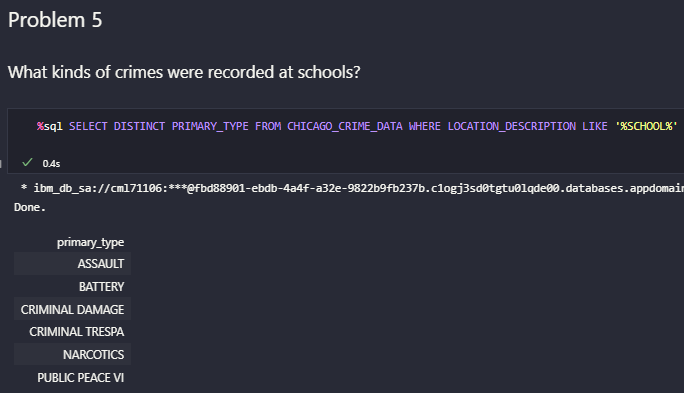 Problem 5
What kinds of crimes were recorded at schools?
%sql SELECT DISTINCT PRIMARY_TYPE FROM CHICAGO_CRIME_DATA WHERE LOCATION_DESCRIPTION LIKE '%SCHOOL%'
0.4s
* ibm_db_sa://cml71106:***@fbd88901-ebdb-4a4f-a32e-9822b9fb237b.c1ogj3sd0tgtu0lqde00.databases.appdomain
Done.
primary_type
ASSAULT
BATTERY
CRIMINAL DAMAGE
CRIMINAL TRESPA
NARCOTICS
PUBLIC PEACE VI